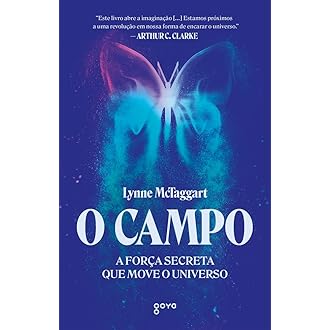 "Este livro abre a imaginação [...] Estamos próximos
a uma revolução em nossa forma de encarar o universo."
— ARTHUR C. CLARKE
Lynne McTaggart
O CAMPO
A FORÇA SECRETA
QUE MOVE O UNIVERSO
goya